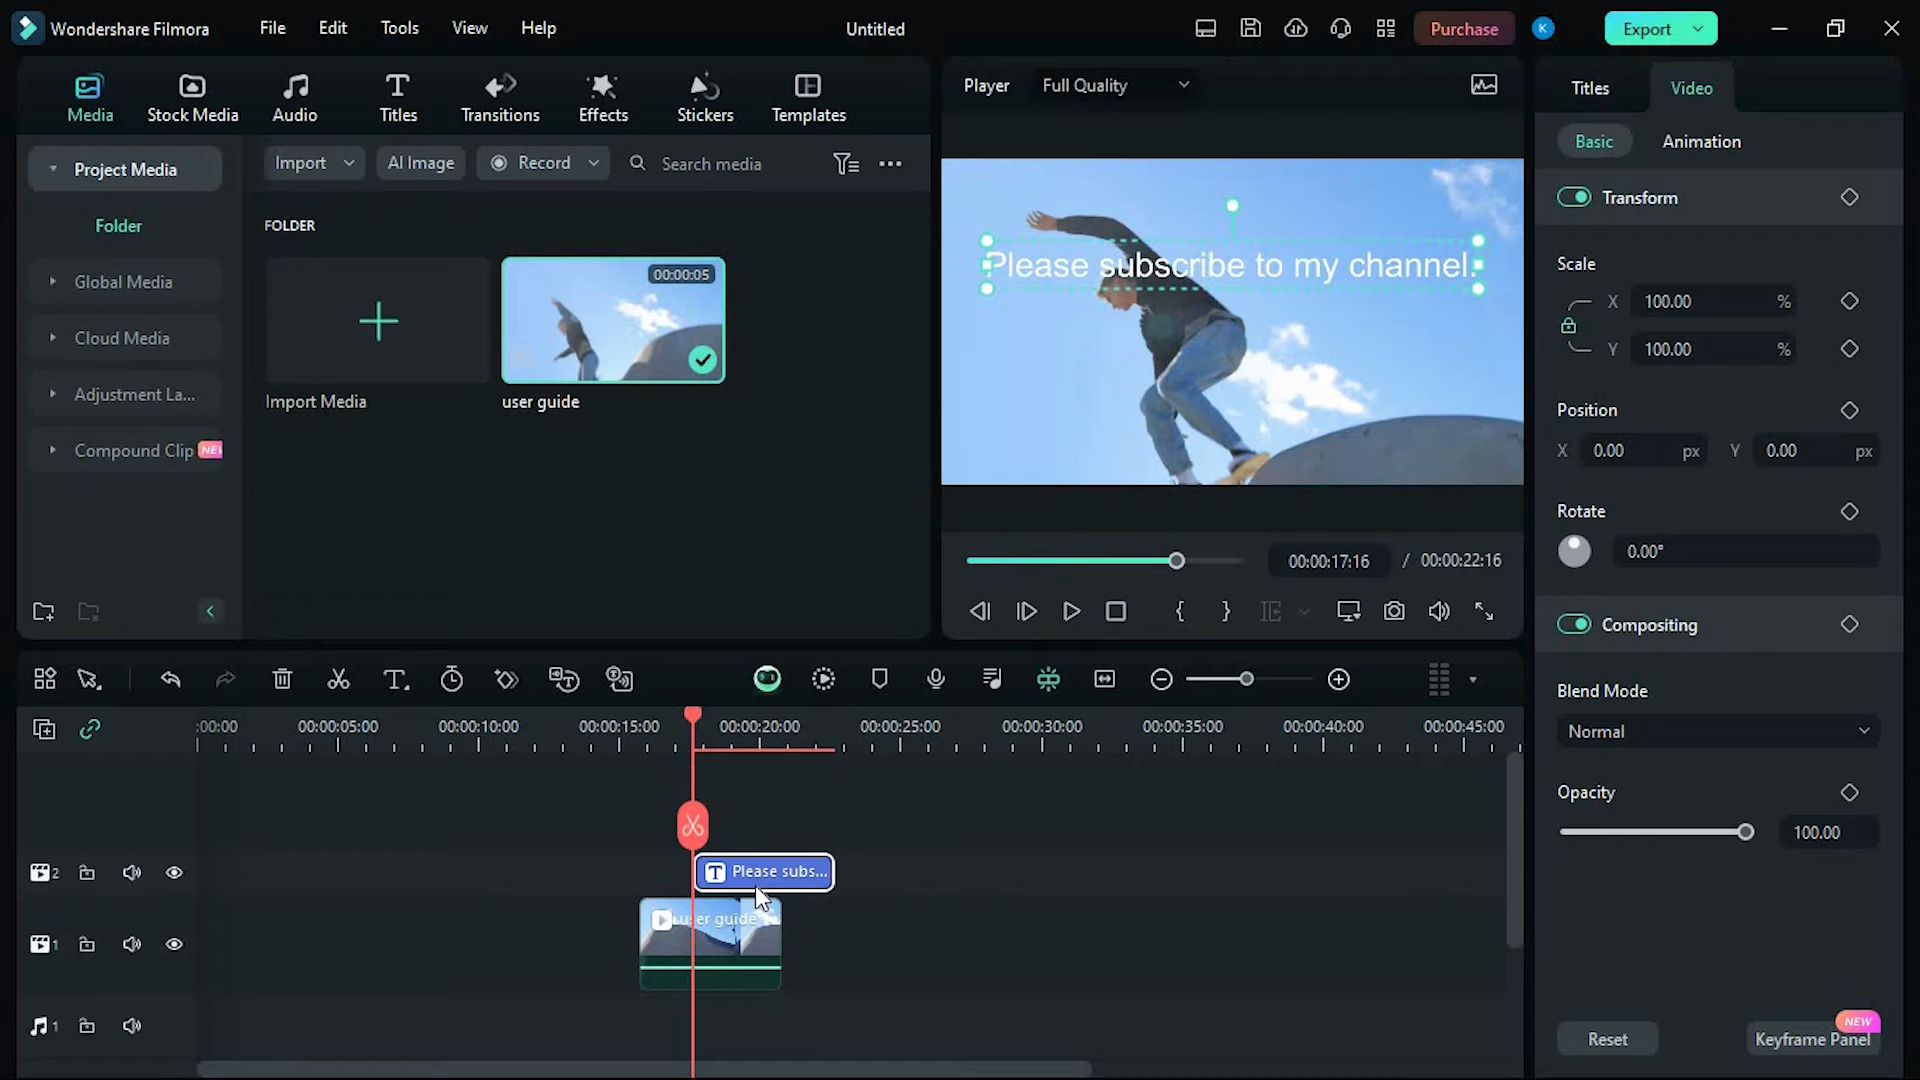 Wondershare Filmora
File
Edit
Tools
View
Help
Untitled
Purchase
K
Export
Media
Stock Media
Audio
Titles
Transitions
Effects
Stickers
Templates
Player
Full Quality
Titles
Video
Project Media
Import
AI Image
Record
Search media
Basic
Animation
Folder
FOLDER
Transform
Global Media
00:00:05
Please subscribe to my channel.
Scale
X 100.00 %
Cloud Media
Y 100.00 %
Adjustment La...
Import Media
user guide
Position
Compound Clip
X 0.00 px Y 0.00 px
Rotate
0.00°
00:00:17:16 / 00:00:22:16
Compositing
Blend Mode
Normal
:00:00
00:00:05:00
00:00:10:00
00:00:15:00
00:00:20:00
00:00:25:00
00:00:30:00
00:00:35:00
00:00:40:00
00:00:45:00
Opacity
100.00
2
T Please subs...
user guide
1
1
NEW
Reset
Keyframe Panel